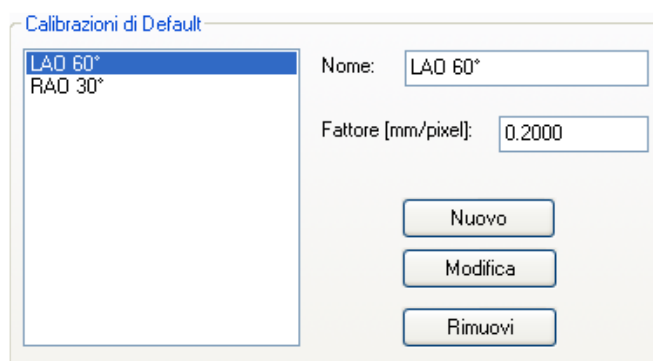 Calibrazioni di Default
LAO 60°
RAO 30°
Nome: LAO 60°
Fattore [mm/pixel]: 0.2000
Nuovo
Modifica
Rimuovi